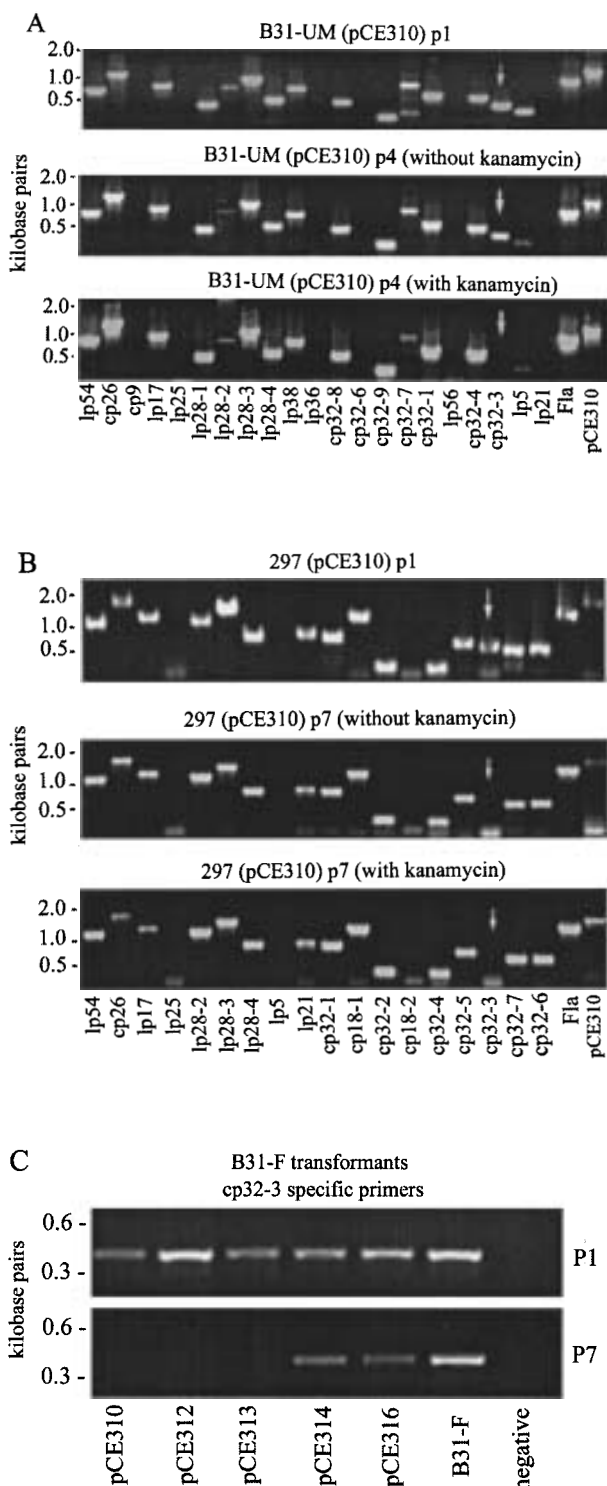 A
B31-UM (pCE310) p1
2.0
1.0
0.5
B31-UM (pCE310) p4 (without kanamycin)
2.0
1.0
0.5
kilobase pairs
B31-UM (pCE310) p4 (with kanamycin)
2.0
1.0
0.5
lp54 cp26 cp9 lp17 lp25 lp28-1 lp28-2 lp28-3 lp28-4 lp38 lp36 cp32-8 cp32-6 cp32-9 cp32-7 cp32-1 lp56 cp32-4 cp32-3 lp5 lp21 Fla pCE310
B
297 (pCE310) p1
2.0
1.0
0.5
297 (pCE310) p7 (without kanamycin)
2.0
1.0
0.5
kilobase pairs
297 (pCE310) p7 (with kanamycin)
2.0
1.0
0.5
lp54 cp26 lp17 lp25 lp28-2 lp28-3 lp28-4 lp5 lp21 cp32-1 cp18-1 cp32-2 cp18-2 cp32-4 cp32-5 cp32-3 cp32-7 cp32-6 Fla pCE310
C
B31-F transformants
cp32-3 specific primers
0.6
0.3
P1
kilobase pairs
0.6
0.3
P7
pCE310 pCE312 pCE313 pCE314 pCE316 B31-F negative